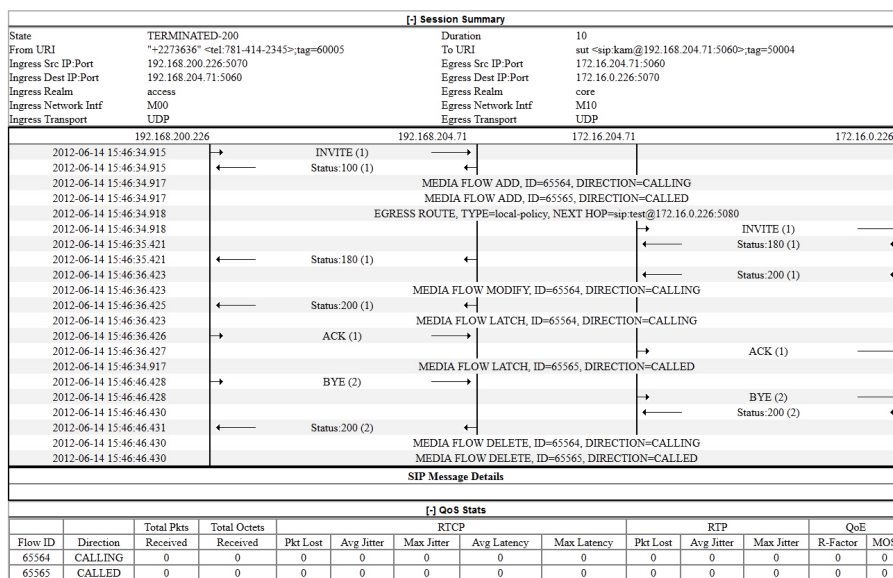 [-] Session Summary
State TERMINATED-200 Duration 10
From URI "+2273636" <tel:781-414-2345>;tag=60005 To URI sut <sip:kam@192.168.204.71:5060>;tag=50004
Ingress Src IP:Port 192.168.200.226:5070 Egress Src IP:Port 172.16.204.71:5060
Ingress Dest IP:Port 192.168.204.71:5060 Egress Dest IP:Port 172.16.0.226:5070
Ingress Realm access Egress Realm core
Ingress Network Intf M00 Egress Network Intf M10
Ingress Transport UDP Egress Transport UDP
192.168.200.226 192.168.204.71 172.16.204.71 172.16.0.226
2012-06-14 15:46:34.915 INVITE (1)
2012-06-14 15:46:34.915 Status:100 (1)
2012-06-14 15:46:34.917 MEDIA FLOW ADD, ID=65564, DIRECTION=CALLING
2012-06-14 15:46:34.917 MEDIA FLOW ADD, ID=65565, DIRECTION=CALLED
2012-06-14 15:46:34.918 EGRESS ROUTE, TYPE=local-policy, NEXT HOP=sip:test@172.16.0.226:5080
2012-06-14 15:46:34.918 INVITE (1)
2012-06-14 15:46:35.421 Status:180 (1)
2012-06-14 15:46:35.421 Status:180 (1)
2012-06-14 15:46:36.423 Status:200 (1)
2012-06-14 15:46:36.423 MEDIA FLOW MODIFY, ID=65564, DIRECTION=CALLING
2012-06-14 15:46:36.425 Status:200 (1)
2012-06-14 15:46:36.423 MEDIA FLOW LATCH, ID=65564, DIRECTION=CALLING
2012-06-14 15:46:36.426 ACK (1)
2012-06-14 15:46:36.427 ACK (1)
2012-06-14 15:46:34.917 MEDIA FLOW LATCH, ID=65565, DIRECTION=CALLED
2012-06-14 15:46:46.428 BYE (2)
2012-06-14 15:46:46.428 BYE (2)
2012-06-14 15:46:46.430 Status:200 (2)
2012-06-14 15:46:46.431 Status:200 (2)
2012-06-14 15:46:46.430 MEDIA FLOW DELETE, ID=65564, DIRECTION=CALLING
2012-06-14 15:46:46.430 MEDIA FLOW DELETE, ID=65565, DIRECTION=CALLED
SIP Message Details
[-] QoS Stats
Total Pkts Total Octets RTCP RTP QoE
Flow ID Direction Received Received Pkt Lost Avg Jitter Max Jitter Avg Latency Max Latency Pkt Lost Avg Jitter Max Jitter R-Factor MOS
65564 CALLING 0 0 0 0 0 0 0 0 0 0 0 0
65565 CALLED 0 0 0 0 0 0 0 0 0 0 0 0